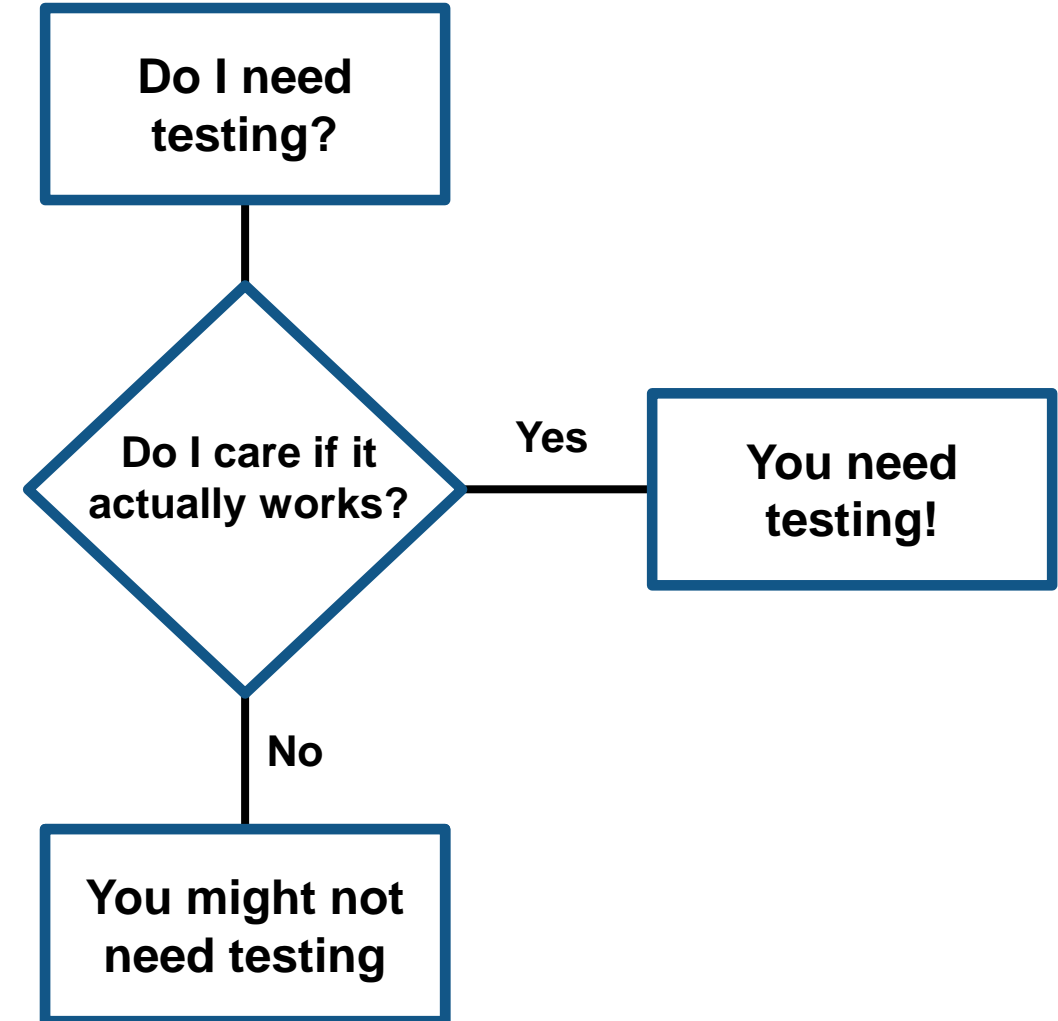 Do I need
testing?
Do I care if it
actually works?
Yes
You need
testing!
No
You might not
need testing